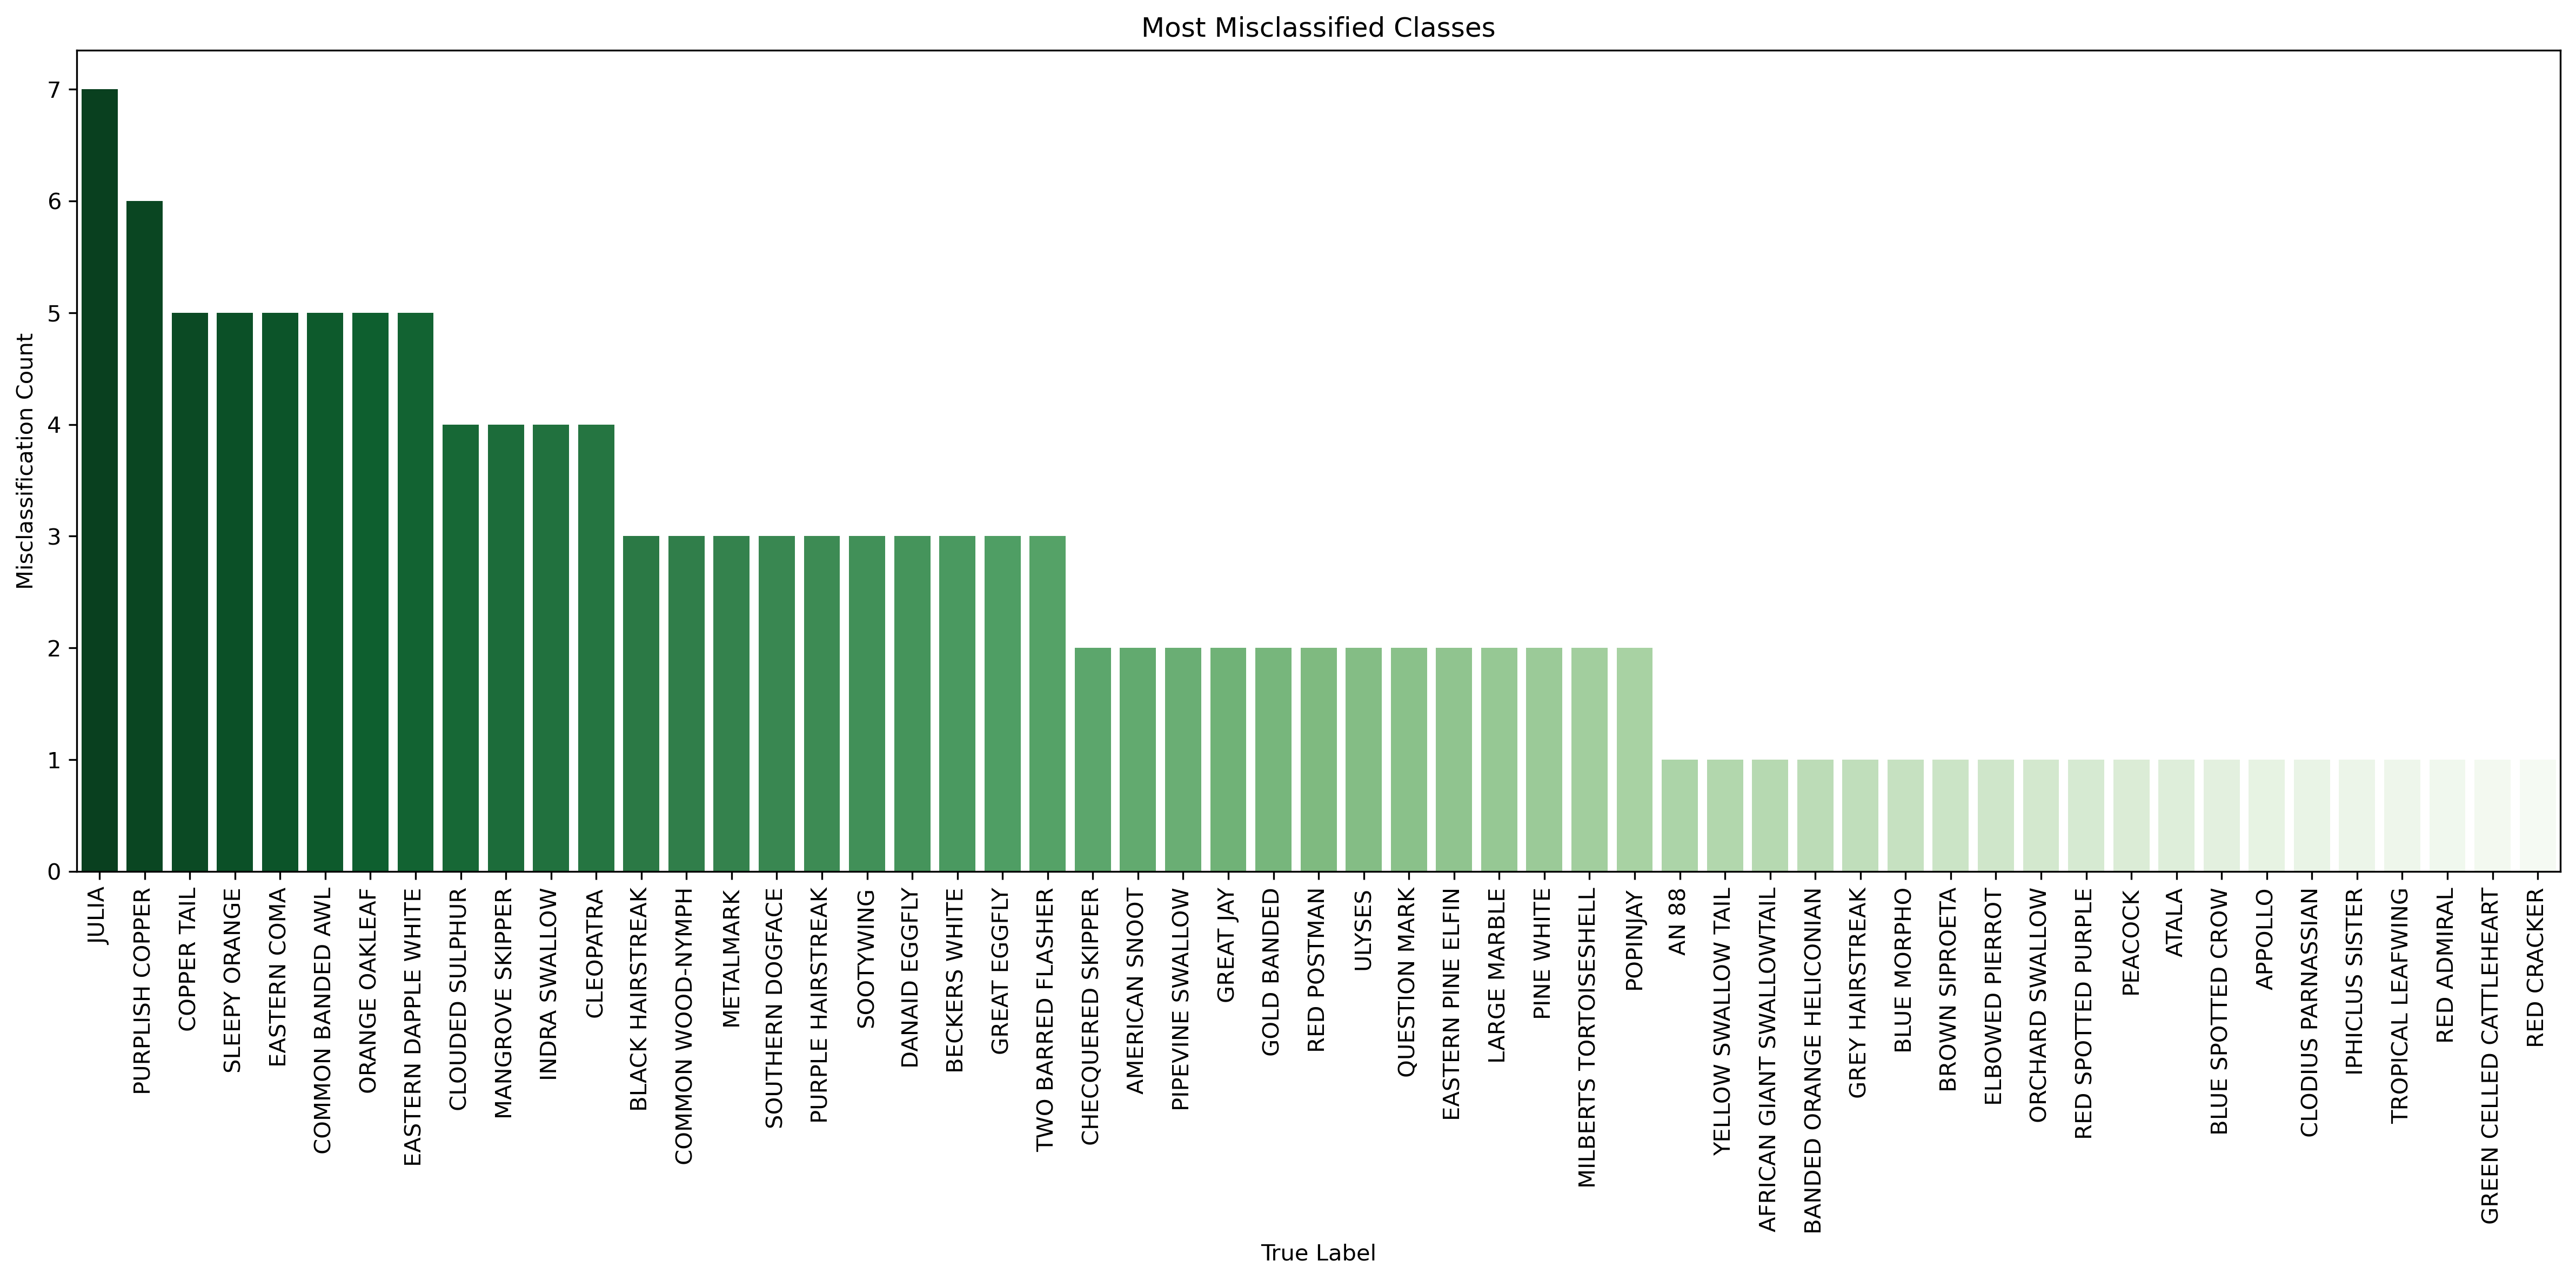 Most Misclassified Classes
Misclassification Count
7
6
5
4
3
2
1
0
JULIA
PURPLISH COPPER
COPPER TAIL
SLEEPY ORANGE
EASTERN COMA
COMMON BANDED AWL
ORANGE OAKLEAF
EASTERN DAPPLE WHITE
CLOUDED SULPHUR
MANGROVE SKIPPER
INDRA SWALLOW
CLEOPATRA
BLACK HAIRSTREAK
COMMON WOOD-NYMPH
METALMARK
SOUTHERN DOGFACE
PURPLE HAIRSTREAK
SOOTYWING
DANAID EGGFLY
BECKERS WHITE
GREAT EGGFLY
TWO BARRED FLASHER
CHECQUERED SKIPPER
AMERICAN SNOOT
PIPEVINE SWALLOW
GREAT JAY
GOLD BANDED
RED POSTMAN
ULYSES
QUESTION MARK
EASTERN PINE ELFIN
LARGE MARBLE
PINE WHITE
MILBERTS TORTOISESHELL
POPINJAY
AN 88
YELLOW SWALLOW TAIL
AFRICAN GIANT SWALLOWTAIL
BANDED ORANGE HELICONIAN
GREY HAIRSTREAK
BLUE MORPHO
BROWN SIPROETA
ELBOWED PIERROT
ORCHARD SWALLOW
RED SPOTTED PURPLE
PEACOCK
ATALA
BLUE SPOTTED CROW
APPOLLO
CLODIUS PARNASSIAN
IPHICLUS SISTER
TROPICAL LEAFWING
RED ADMIRAL
GREEN CELLED CATTLEHEART
RED CRACKER
True Label